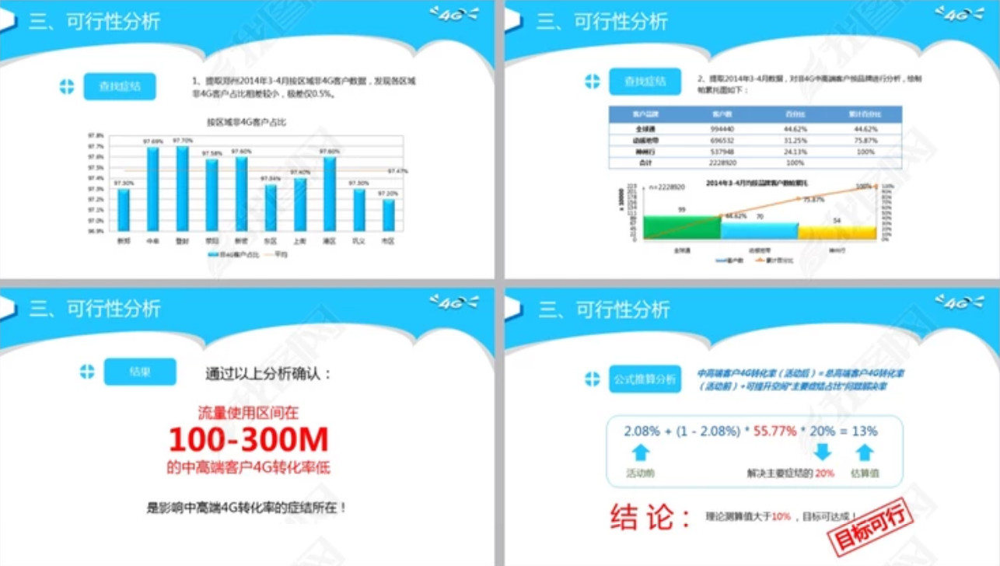 三、可行性分析
4G
查找症结
1、提取郑州2014年3-4月按区域非4G客户数据，发现各区域
非4G客户占比相差较小，极差仅0.5%。
按区域非4G客户占比
97.8%
97.7%
97.6%
97.5%
97.4%
97.3%
97.2%
97.1%
97.0%
96.9%
97.30% 97.69% 97.70% 97.58% 97.60% 97.34% 97.40% 97.60% 97.30% 97.20% 97.47%
新郑 中牟 登封 荥阳 新密 东区 上街 港区 巩义 市区
非4G客户占比 平均
三、可行性分析
4G
查找症结
2、提取2014年3-4月数据，对非4G中高端客户按品牌进行分析，绘制
帕累托图如下：
客户品牌 客户数 百分比 累计百分比
全球通 994440 44.62% 44.62%
动感地带 696532 31.25% 75.87%
神州行 537948 24.13% 100%
合计 2228920 100%
2014年3-4月均按品牌客户数帕累托
n=2228920
x 10000
99 44.62% 70 75.87% 54 100%
全球通 动感地带 神州行
客户数 累计百分比
三、可行性分析
4G
结果
通过以上分析确认：
流量使用区间在
100-300M
的中高端客户4G转化率低
是影响中高端4G转化率的症结所在！
三、可行性分析
4G
公式推算分析
中高端客户4G转化率（活动后）=总高端客户4G转化率
（活动前）+可提升空间*主要症结占比*问题解决率
2.08% + (1 - 2.08%) * 55.77% * 20% = 13%
活动前 解决主要症结的 20% 估算值
结 论： 理论测算值大于10% ，目标可达成！
目标可行